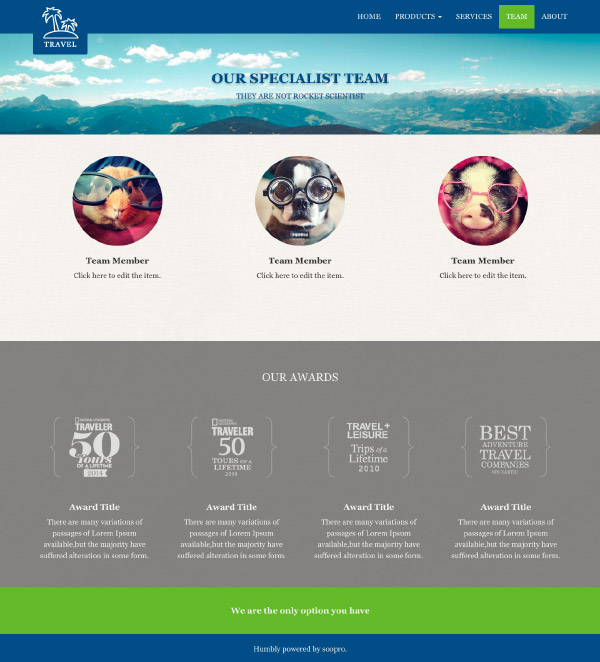 TRAVEL
HOME PRODUCTS SERVICES TEAM ABOUT
OUR SPECIALIST TEAM
THEY ARE NOT ROCKET SCIENTIST
Team Member Team Member Team Member
Click here to edit the item. Click here to edit the item. Click here to edit the item.
OUR AWARDS
NATIONAL GEOGRAPHIC
TRAVELER
50
Tours
OF A LIFETIME
2011
NATIONAL GEOGRAPHIC
TRAVELER
50
TOURS OF A
LIFETIME
TRAVEL+
LEISURE
Trips of a
Lifetime
2010
BEST
ADVENTURE
TRAVEL
COMPANIES
ON EARTH
Award Title Award Title Award Title Award Title
There are many variations of There are many variations of There are many variations of There are many variations of
passages of Lorem Ipsum passages of Lorem Ipsum passages of Lorem Ipsum passages of Lorem Ipsum
available,but the majority have available,but the majority have available,but the majority have available,but the majority have
suffered alteration in some form. suffered alteration in some form. suffered alteration in some form. suffered alteration in some form.
We are the only option you have
Humbly powered by soopro.